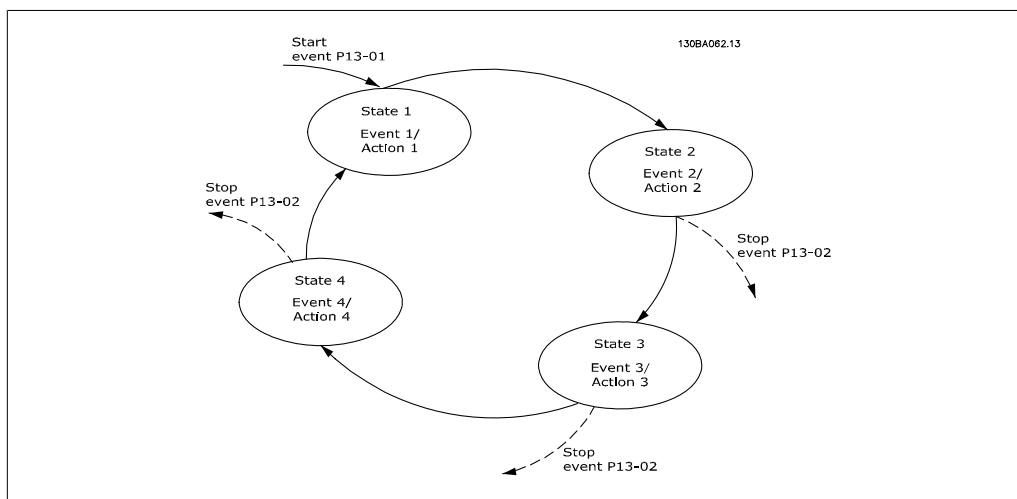 Start
event P13-01
130BA062.13
State 1
Event 1/
Action 1
State 2
Event 2/
Action 2
Stop
event P13-02
Stop
event P13-02
State 4
Event 4/
Action 4
State 3
Event 3/
Action 3
Stop
event P13-02